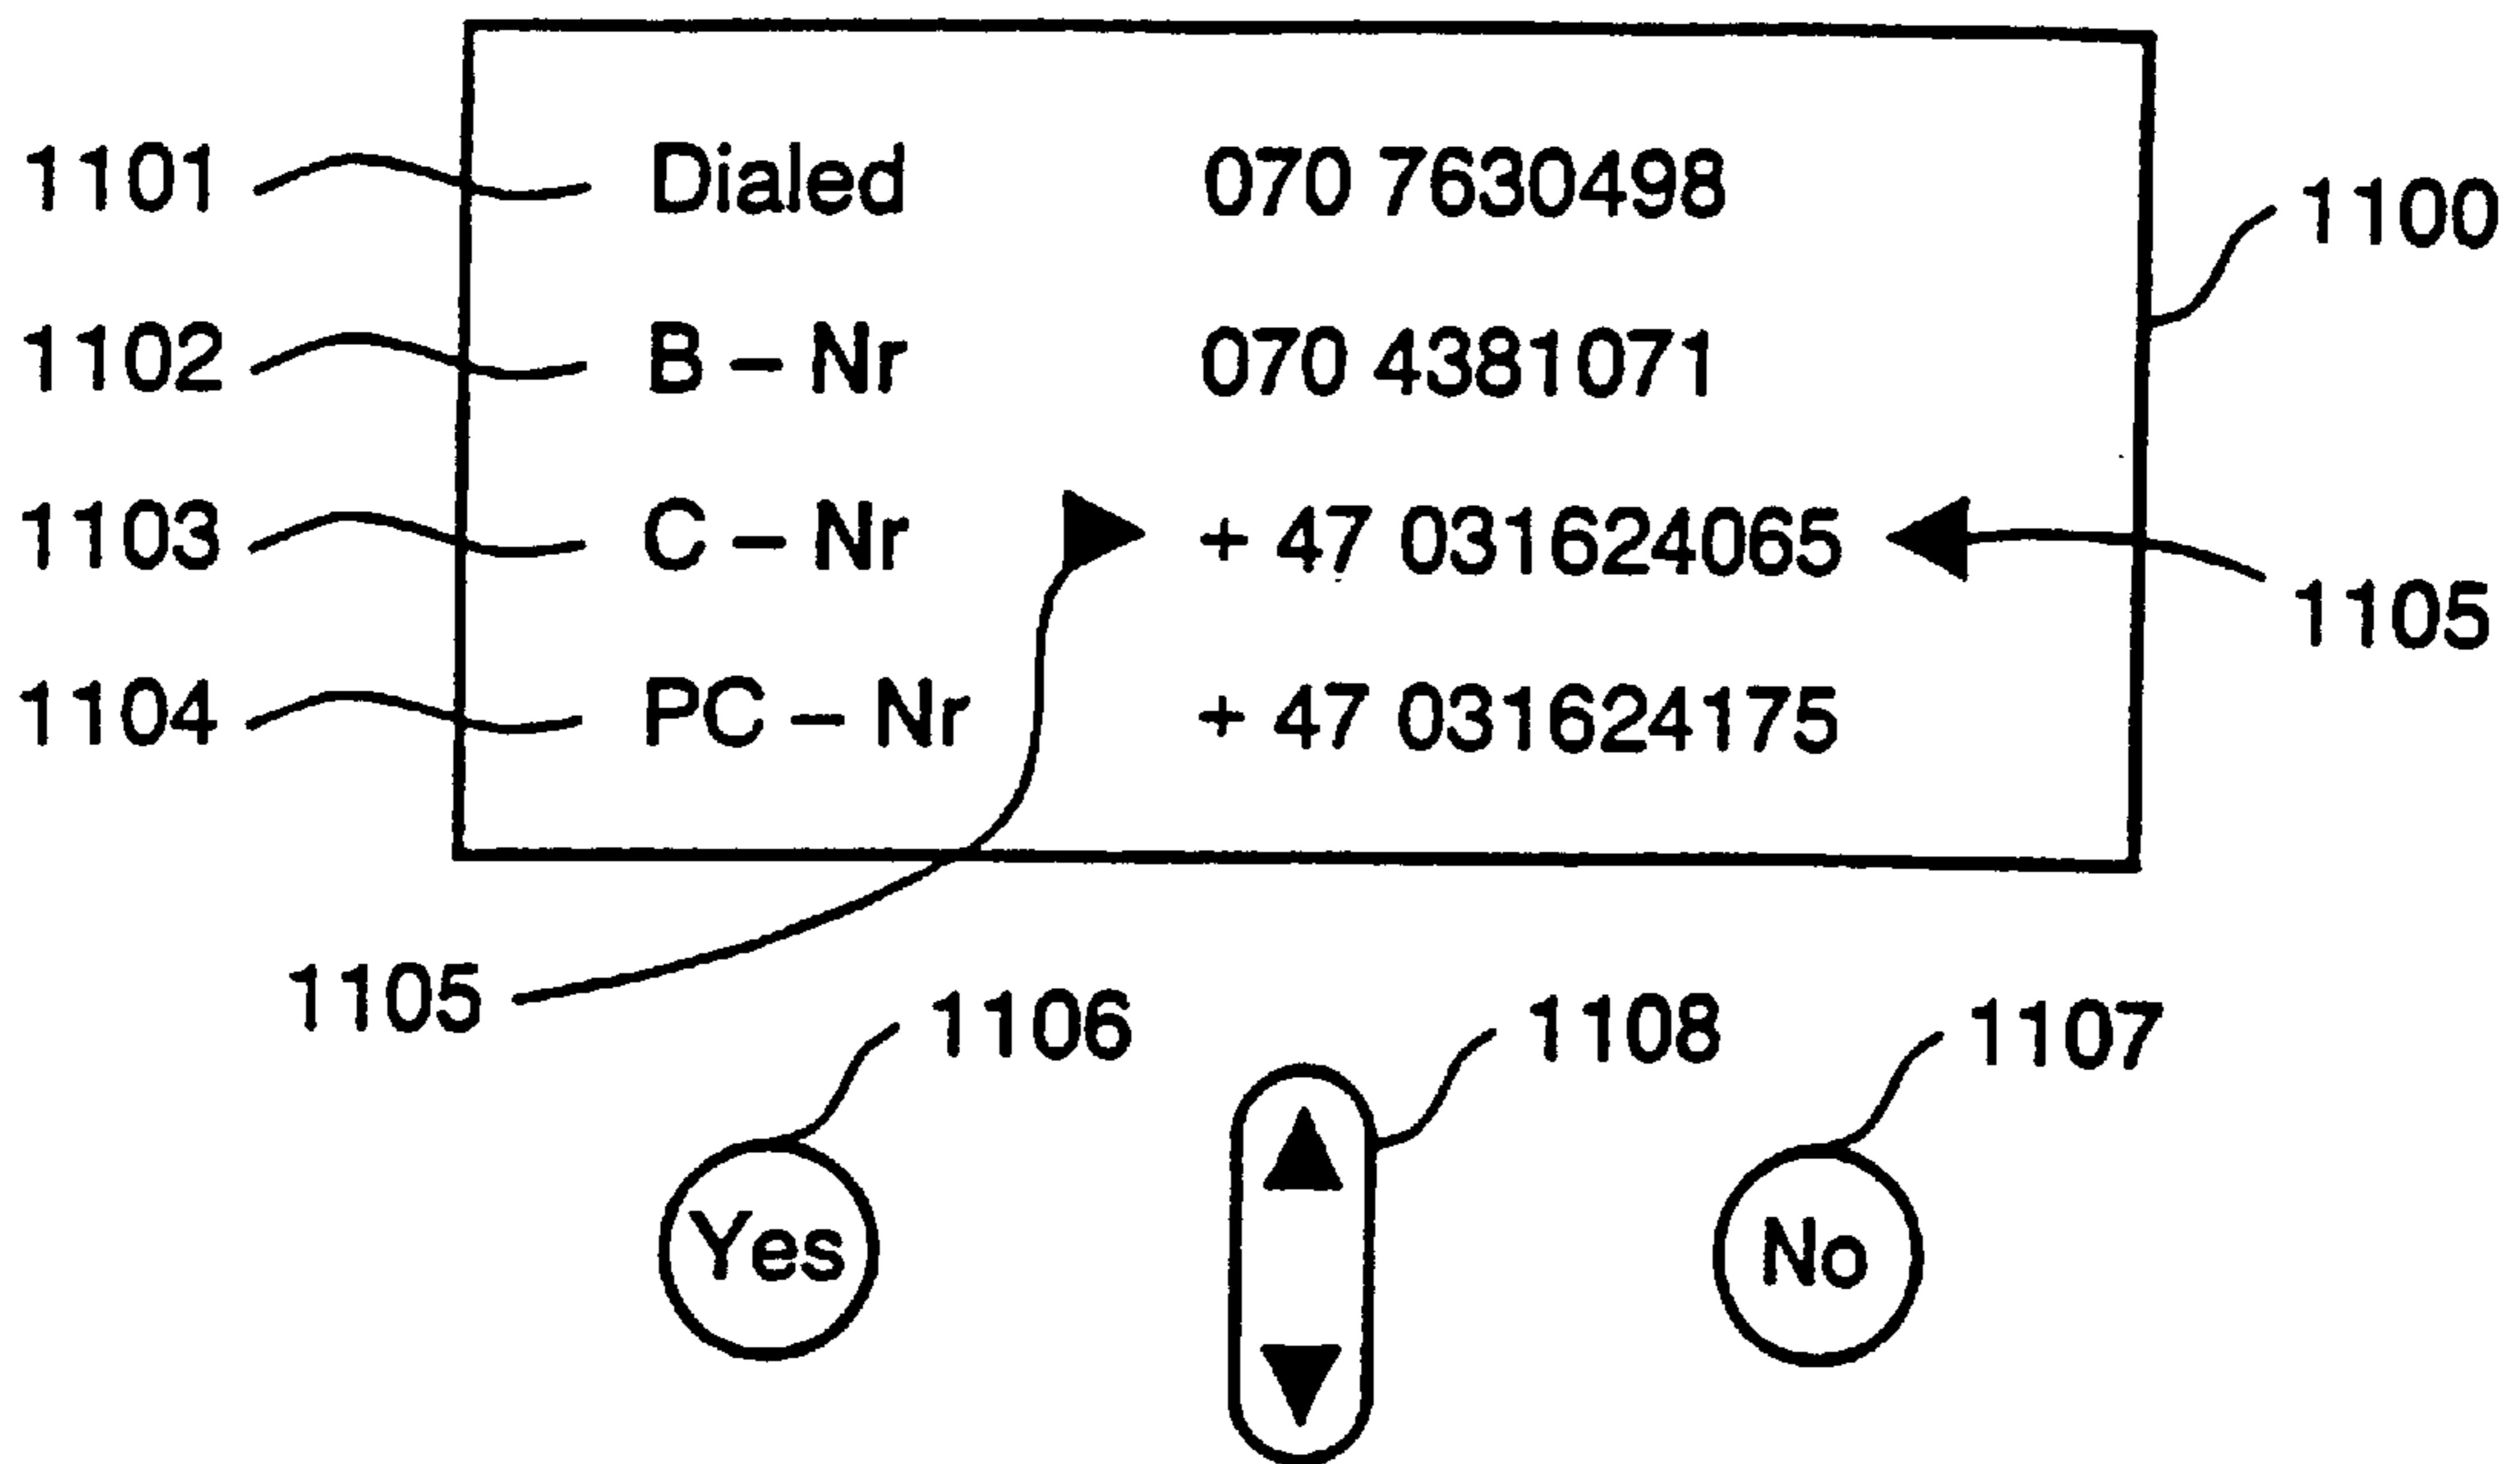 1101 Dialed 070 7630498
1100
1102 B – Nr 070 4381071
1103 C – Nr + 47 031624065
1105
1104 PC – Nr + 47 031624175
1105
1106 1108 1107
Yes No